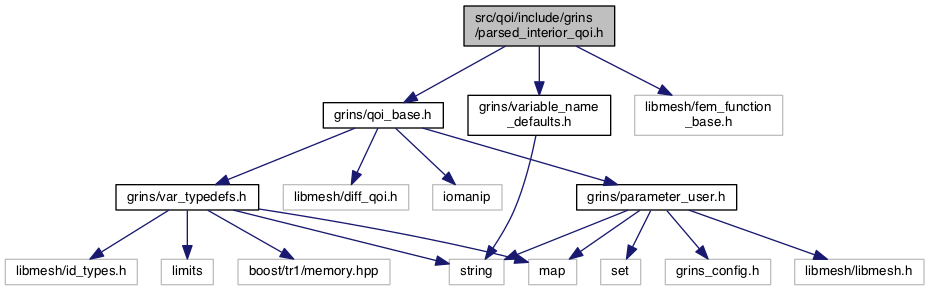 src/qoi/include/grins
/parsed_interior_qoi.h
grins/qoi_base.h
grins/variable_name
_defaults.h
libmesh/fem_function
_base.h
grins/var_typedefs.h
libmesh/diff_qoi.h
iomanip
grins/parameter_user.h
libmesh/id_types.h
limits
boost/tr1/memory.hpp
string
map
set
grins_config.h
libmesh/libmesh.h